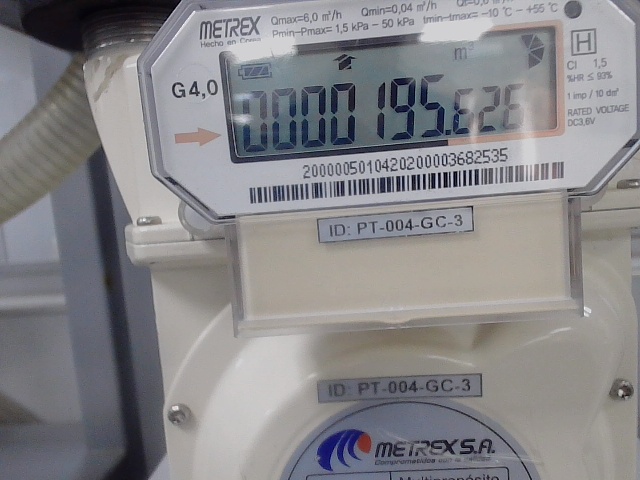 METREX
Hecho en Corea
Qmax=6,0 m³/h Qmin=0,04 m³/h
Pmin-Pmax= 1,5 kPa - 50 kPa tmin-tmax= -10 °C - +55 °C
G4,0
m³
H
CI 1,5
%HR ≤ 93%
1 imp / 10 dm³
RATED VOLTAGE
DC3,6V
0000195.626
20000050104202000003682535
ID: PT-004-GC-3
ID: PT-004-GC-3
METREX S.A.
Multipropósito